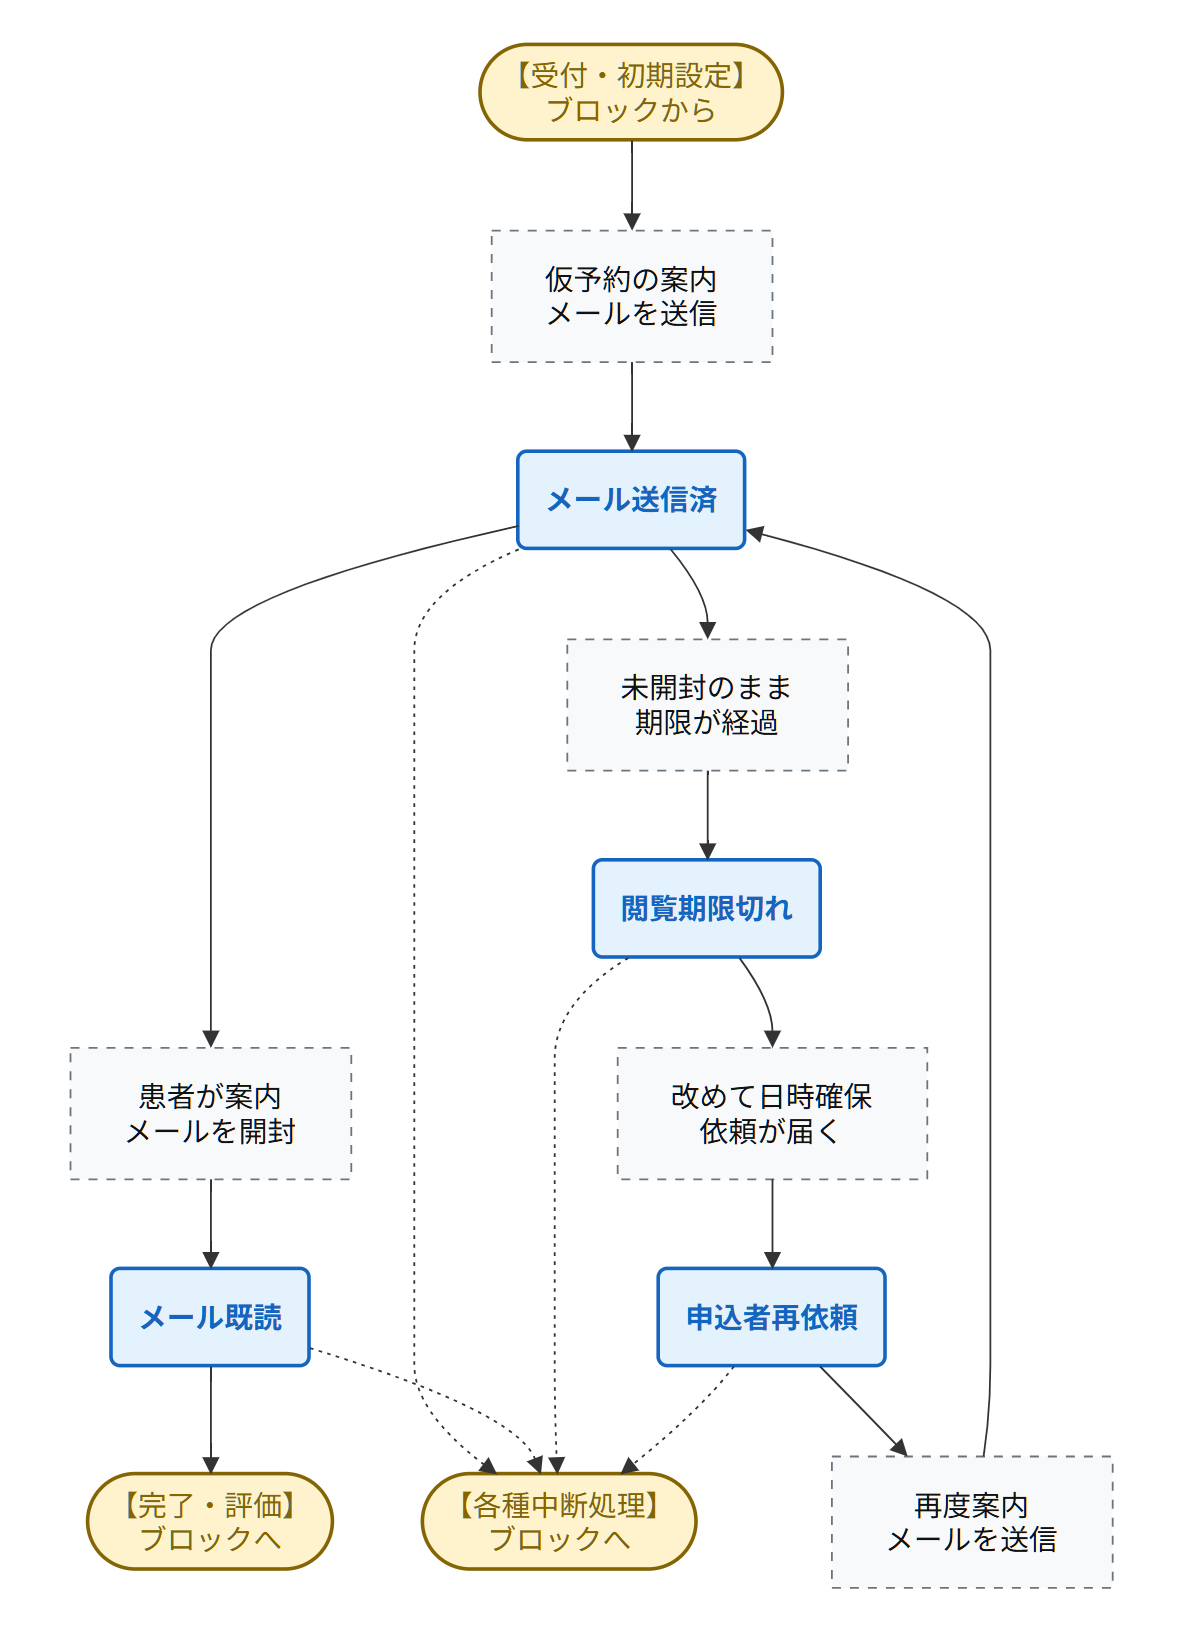 【受付・初期設定】
ブロックから
仮予約の案内
メールを送信
メール送信済
未開封のまま
期限が経過
閲覧期限切れ
患者が案内
メールを開封
改めて日時確保
依頼が届く
メール既読
申込者再依頼
【完了・評価】
ブロックへ
【各種中断処理】
ブロックへ
再度案内
メールを送信